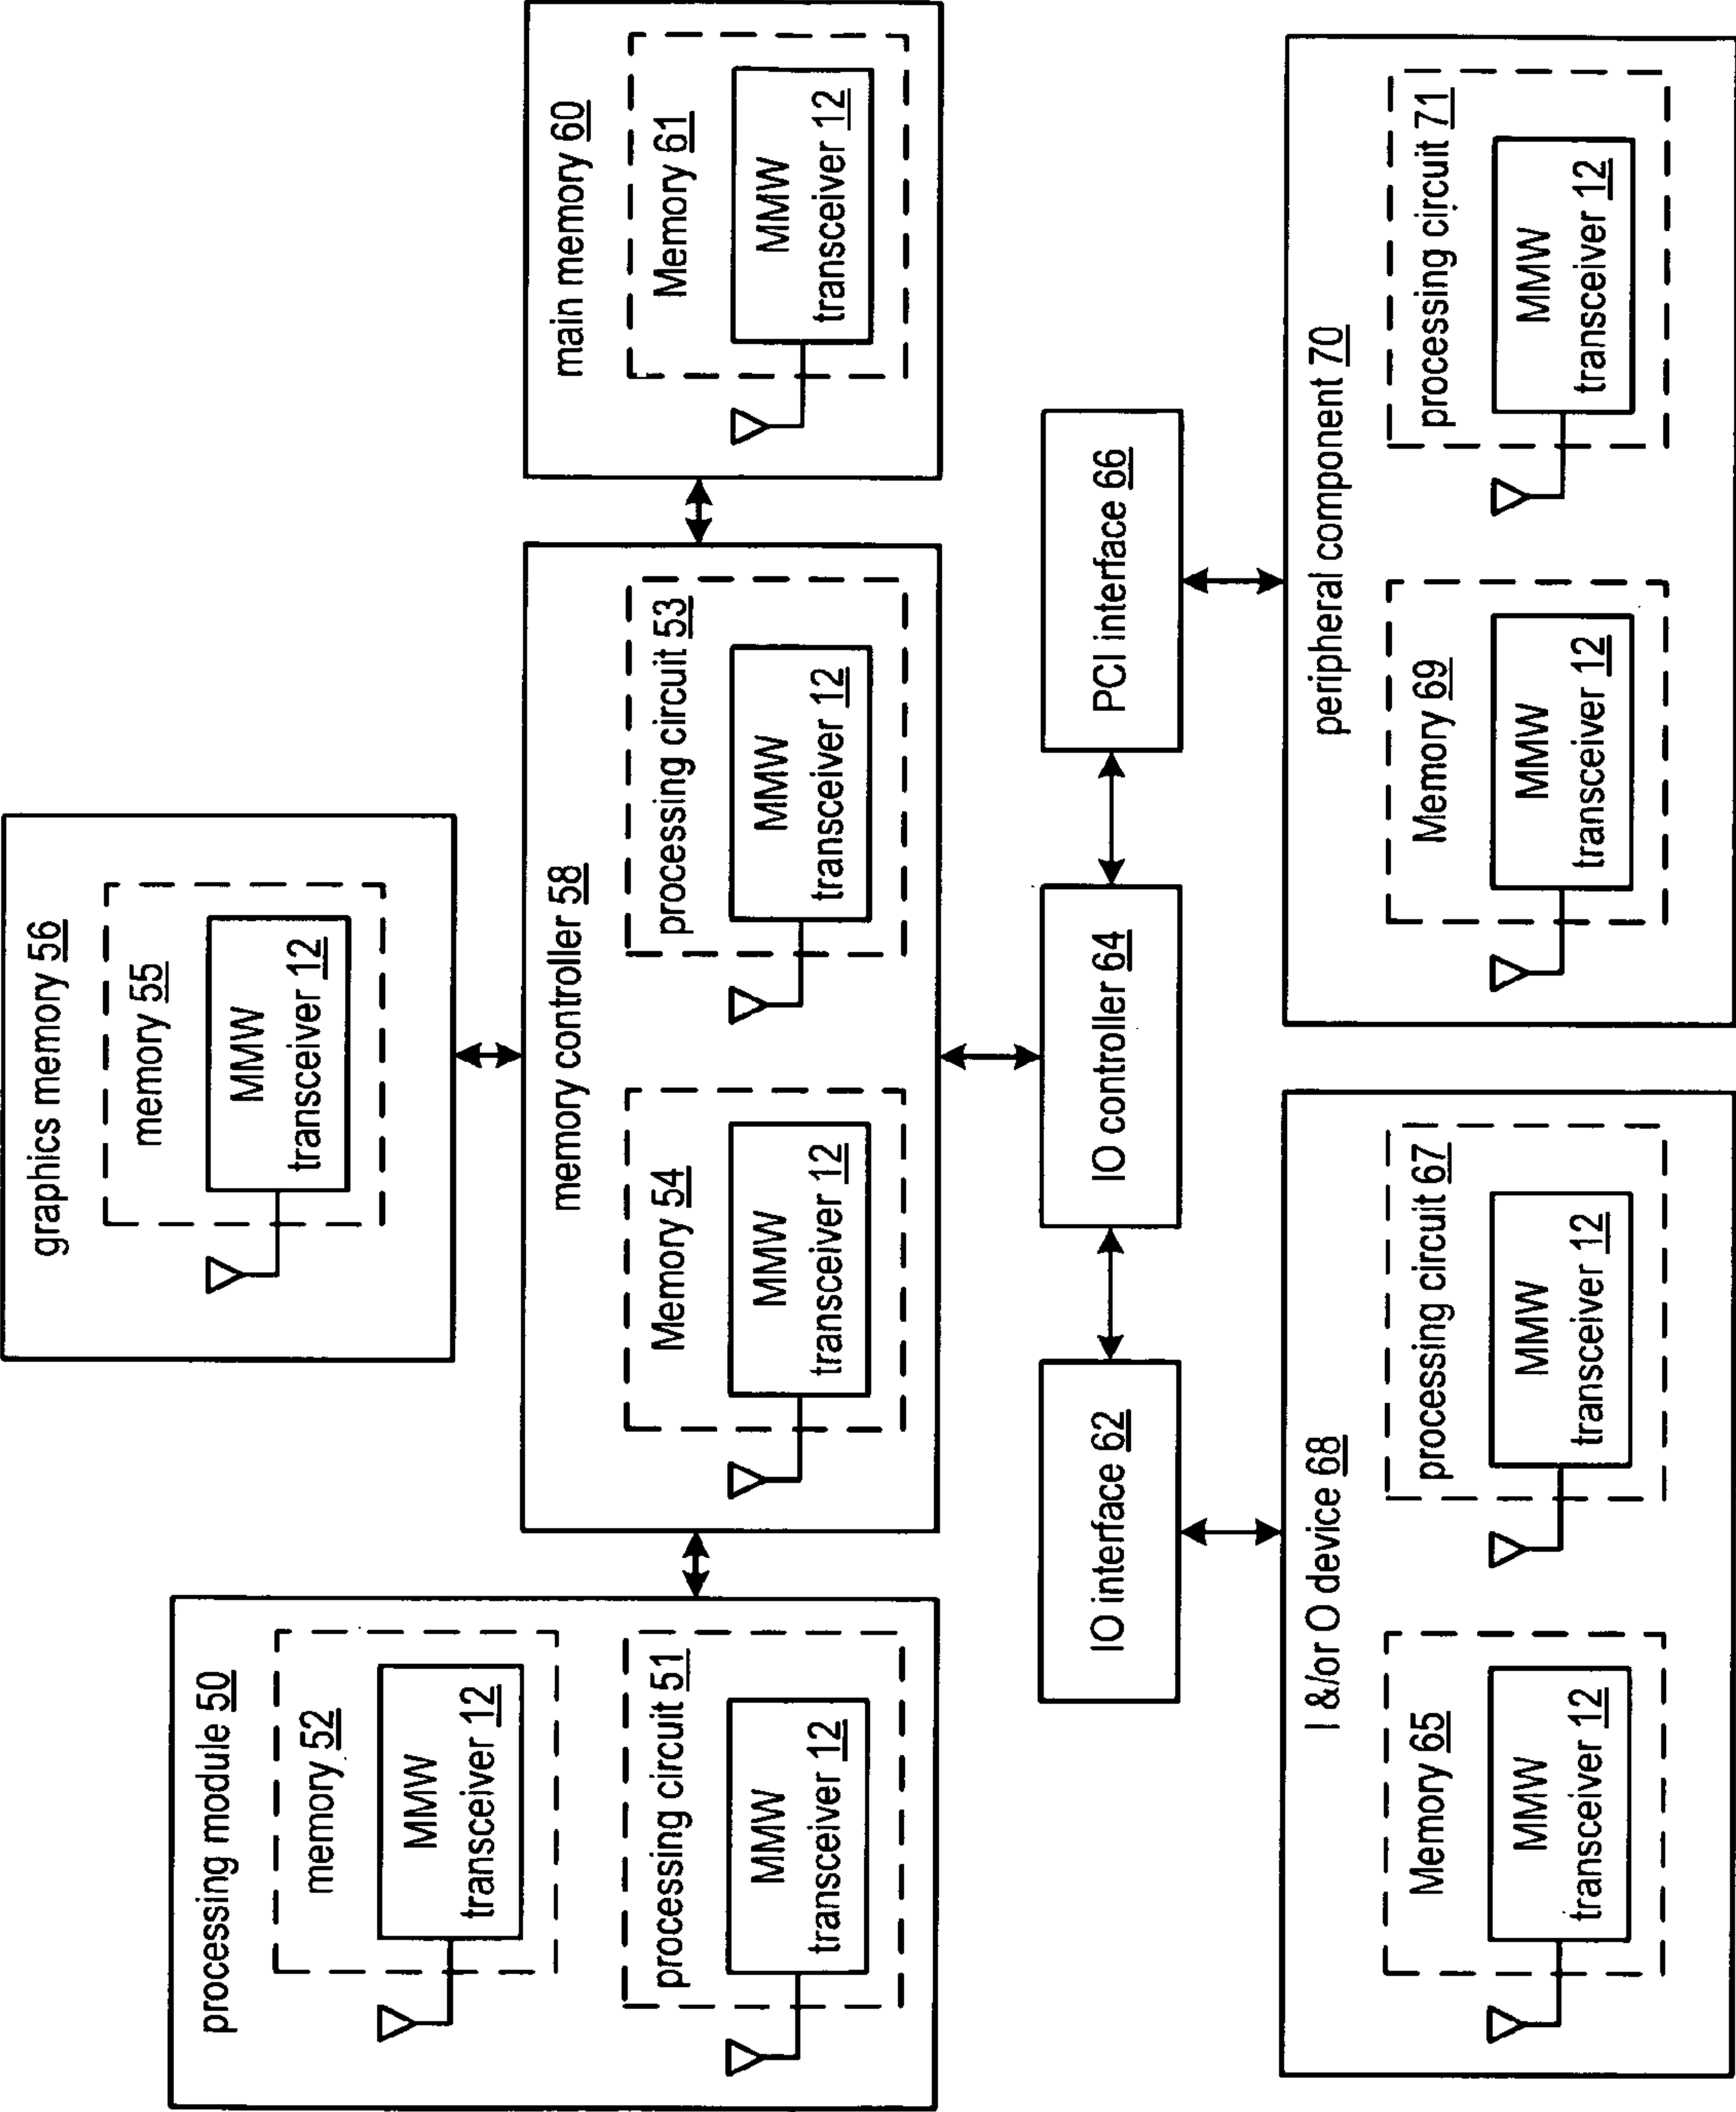 graphics memory 56
memory 55
MMW
transceiver 12
processing module 50
memory 52
MMW
transceiver 12
processing circuit 51
MMW
transceiver 12
memory controller 58
Memory 54
MMW
transceiver 12
processing circuit 53
MMW
transceiver 12
main memory 60
Memory 61
MMW
transceiver 12
IO interface 62
IO controller 64
PCI interface 66
I &/or O device 68
Memory 65
MMW
transceiver 12
processing circuit 67
MMW
transceiver 12
peripheral component 70
Memory 69
MMW
transceiver 12
processing circuit 71
MMW
transceiver 12